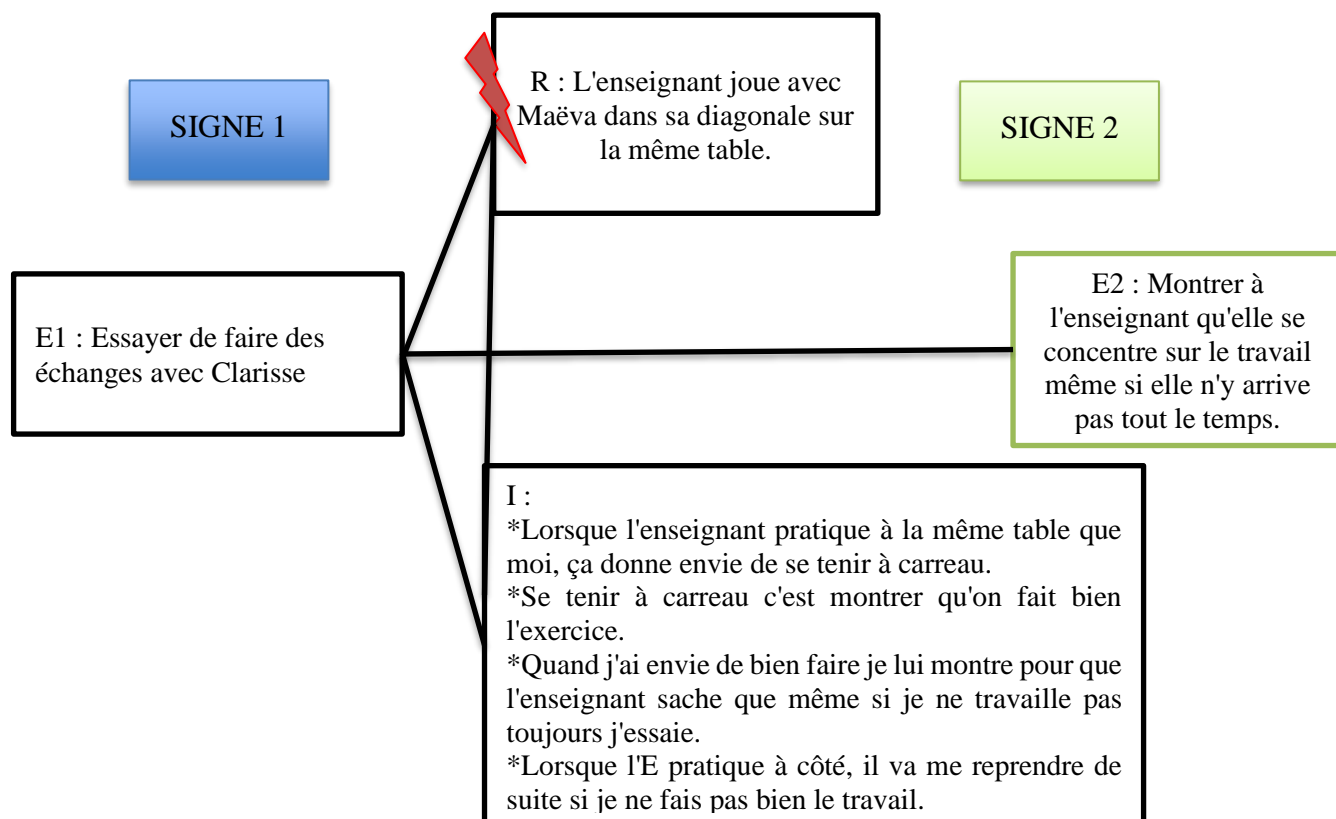 R : L'enseignant joue avec
Maëva dans sa diagonale sur
la même table.
SIGNE 1
SIGNE 2
E1 : Essayer de faire des
échanges avec Clarisse
E2 : Montrer à
l'enseignant qu'elle se
concentre sur le travail
même si elle n'y arrive
pas tout le temps.
I :
*Lorsque l'enseignant pratique à la même table que
moi, ça donne envie de se tenir à carreau.
*Se tenir à carreau c'est montrer qu'on fait bien
l'exercice.
*Quand j'ai envie de bien faire je lui montre pour que
l'enseignant sache que même si je ne travaille pas
toujours j'essaie.
*Lorsque l'E pratique à côté, il va me reprendre de
suite si je ne fais pas bien le travail.